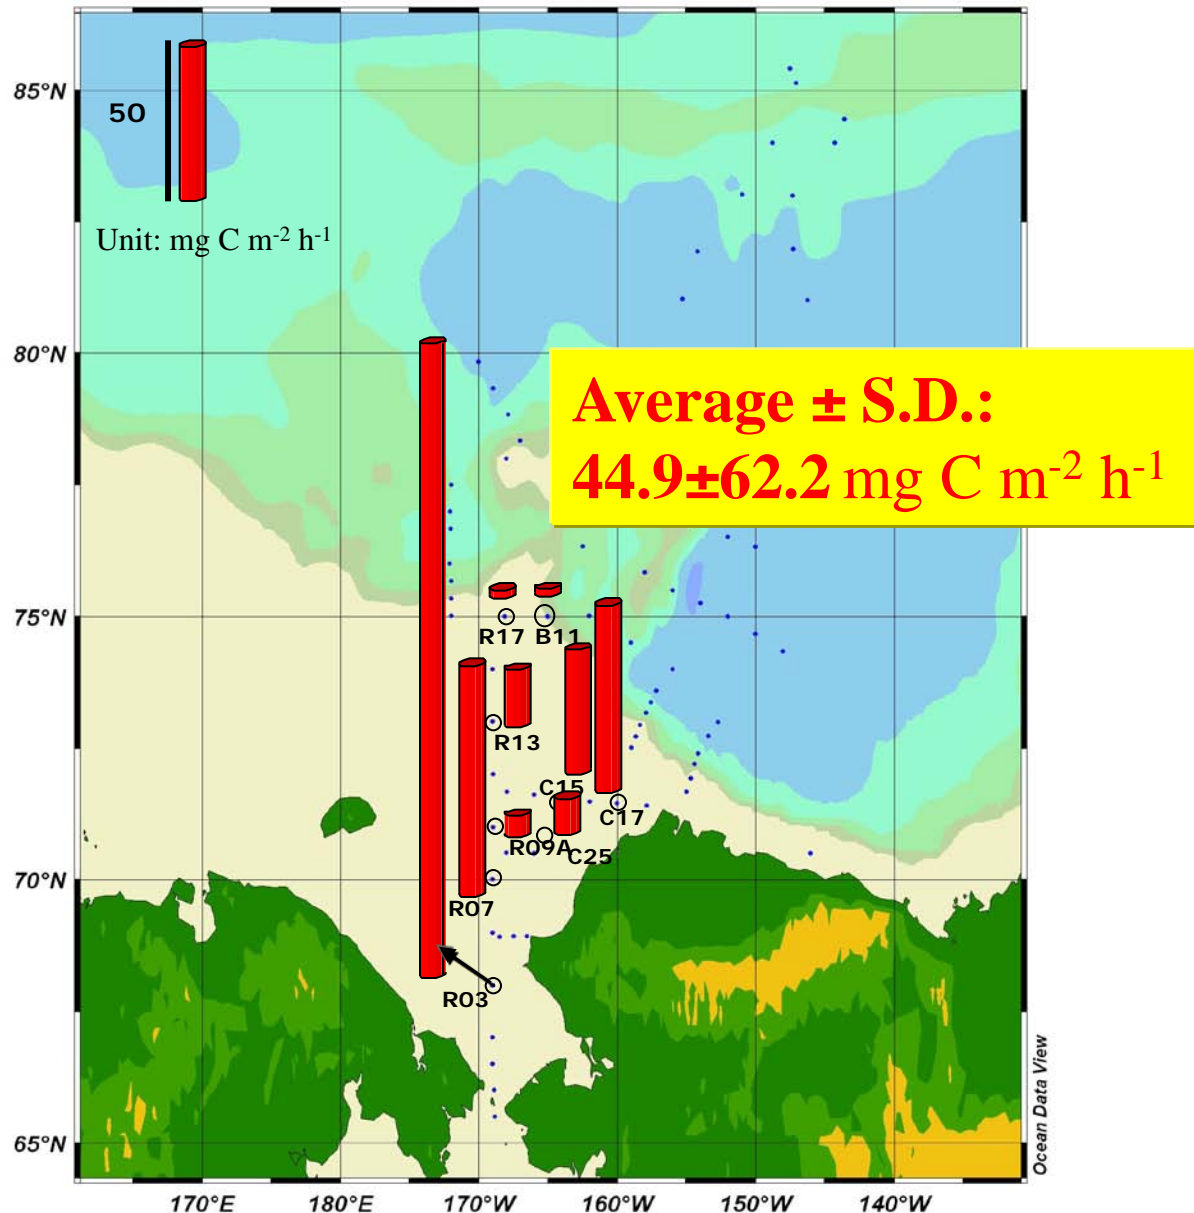 85°N
50
Unit: mg C m⁻² h⁻¹
80°N
Average ± S.D.:
44.9±62.2 mg C m⁻² h⁻¹
75°N
R17
B11
R13
C15
C17
R09A
C25
70°N
R07
R03
65°N
Ocean Data View
170°E
180°E
170°W
160°W
150°W
140°W